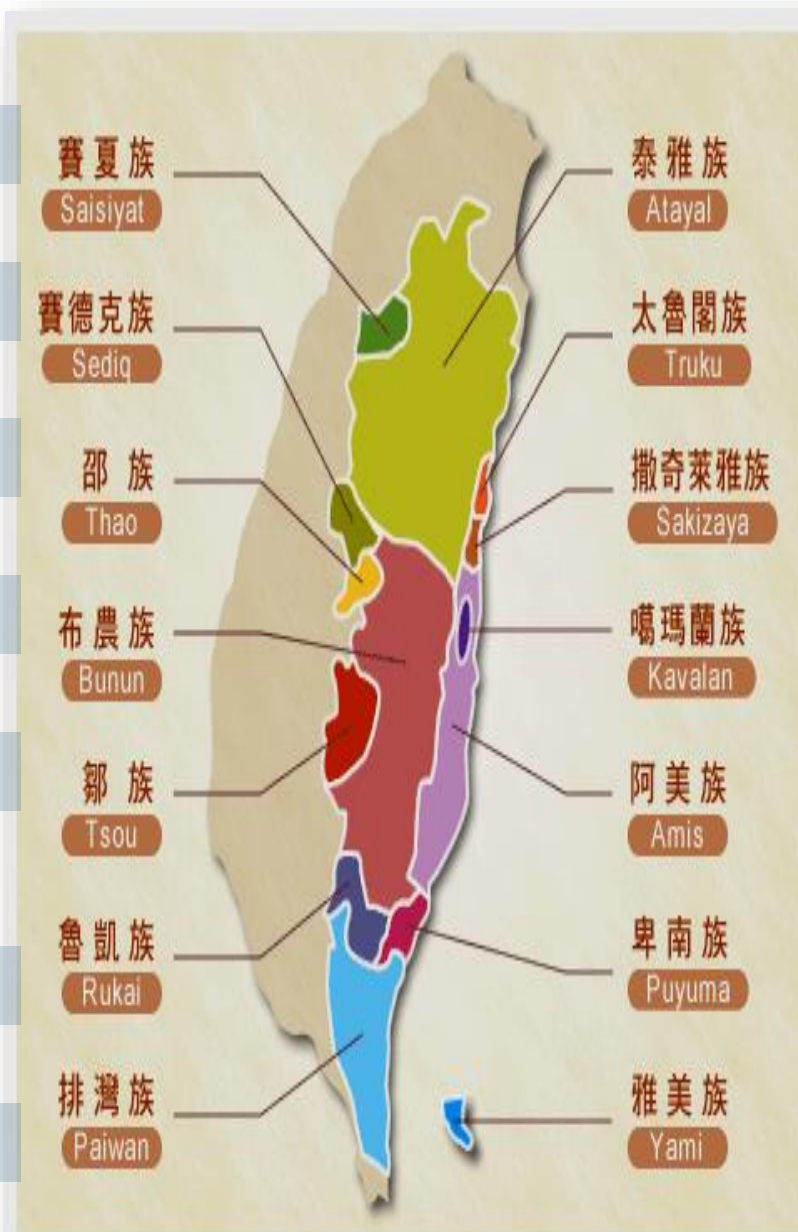 賽夏族
Saisiyat
賽德克族
Sediq
邵族
Thao
布農族
Bunun
鄒族
Tsou
魯凱族
Rukai
排灣族
Paiwan
泰雅族
Atayal
太魯閣族
Truku
撒奇萊雅族
Sakizaya
噶瑪蘭族
Kavalan
阿美族
Amis
卑南族
Puyuma
雅美族
Yami